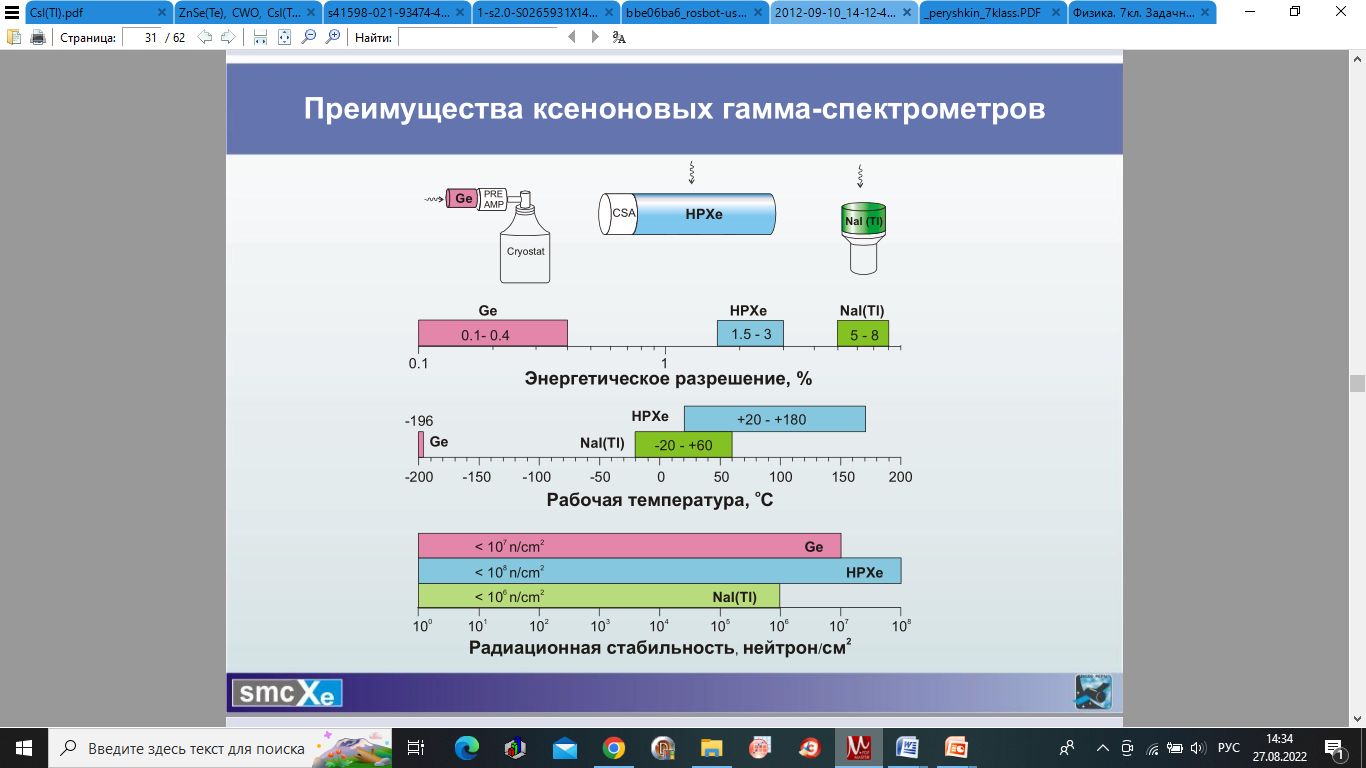 CsI(Tl).pdf
ZnSe(Te), CWO, CsI(T...
s41598-021-93474-4...
1-s2.0-S0265931X14...
bbe06ba6_rosbot-us...
2012-09-10_14-12-4...
_peryshkin_7klass.PDF
Физика. 7кл. Задачн...
Страница: 31 / 62
Найти:
Преимущества ксеноновых гамма-спектрометров
Ge
PRE
AMP
Cryostat
CSA
HPXe
NaI (Tl)
Ge HPXe NaI(Tl)
0.1- 0.4 1.5 - 3 5 - 8
0.1 1
Энергетическое разрешение, %
HPXe +20 - +180
-196
Ge NaI(Tl) -20 - +60
-200 -150 -100 -50 0 50 100 150 200
Рабочая температура, °C
< 10⁷ n/cm² Ge
< 10⁸ n/cm² HPXe
< 10⁶ n/cm² NaI(Tl)
10⁰ 10¹ 10² 10³ 10⁴ 10⁵ 10⁶ 10⁷ 10⁸
Радиационная стабильность, нейтрон/см²
smc Xe
Введите здесь текст для поиска
РУС
14:34
27.08.2022
1